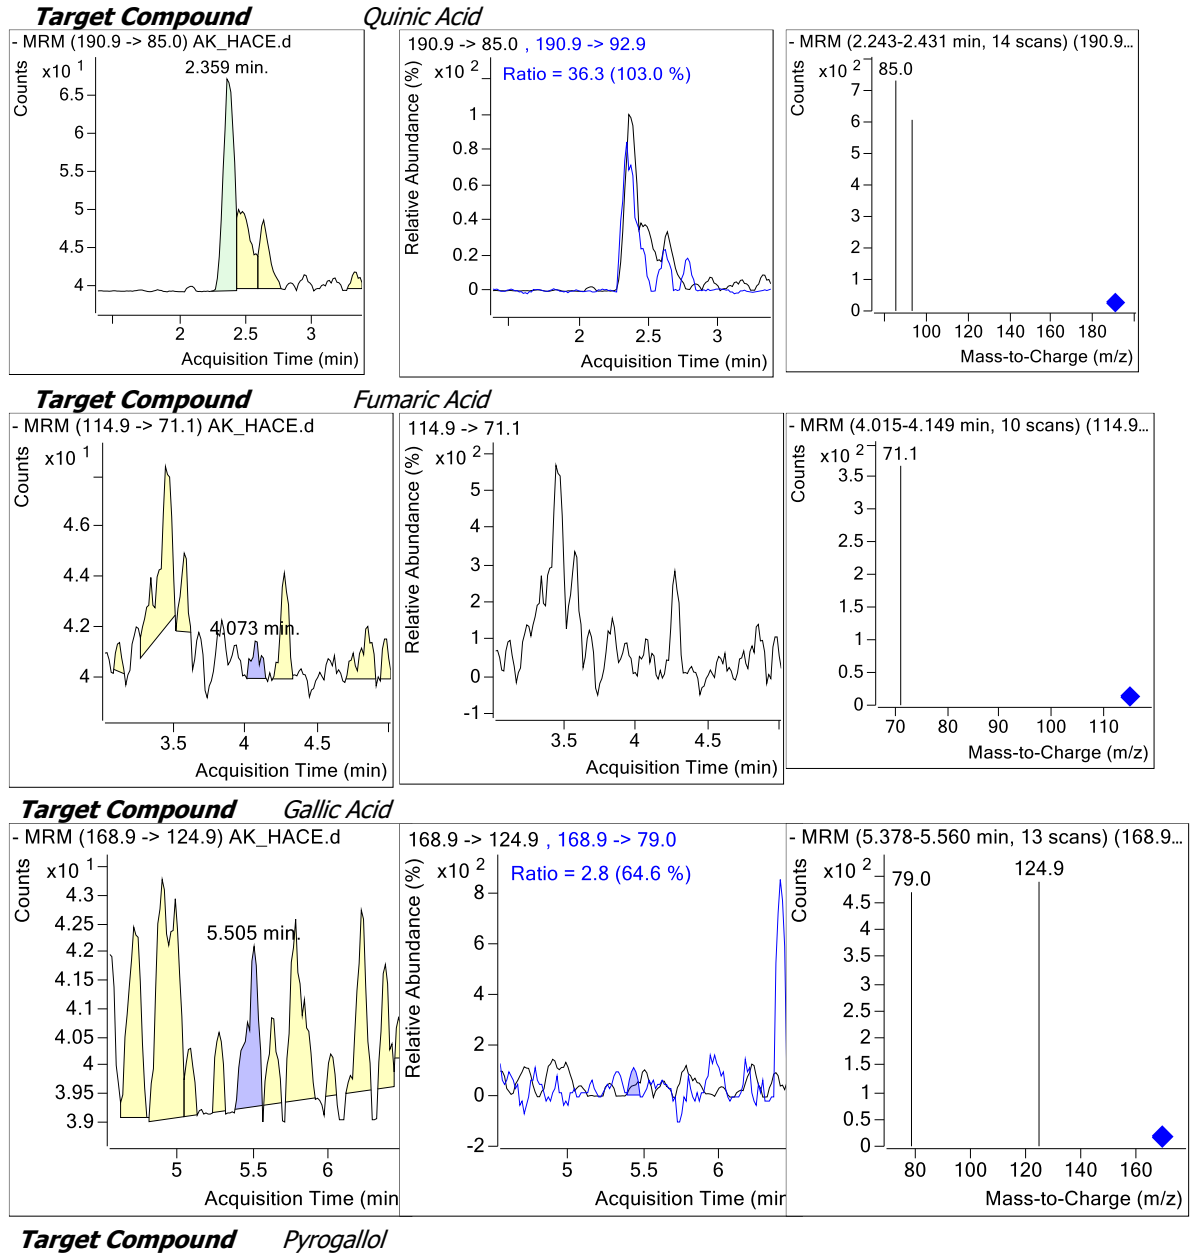 Target Compound Quinic Acid
- MRM (190.9 -> 85.0) AK_HACE.d
Counts
x10 1
2.359 min.
6.5
6
5.5
5
4.5
4
2 2.5 3
Acquisition Time (min)
190.9 -> 85.0 , 190.9 -> 92.9
Relative Abundance (%)
x10 2
Ratio = 36.3 (103.0 %)
1
0.8
0.6
0.4
0.2
0
2 2.5 3
Acquisition Time (min)
- MRM (2.243-2.431 min, 14 scans) (190.9...
Counts
x10 2
85.0
7
6
5
4
3
2
1
0
100 120 140 160 180
Mass-to-Charge (m/z)
Target Compound Fumaric Acid
- MRM (114.9 -> 71.1) AK_HACE.d
Counts
x10 1
4.6
4.4
4.2
4.073 min.
4
3.5 4 4.5
Acquisition Time (min)
114.9 -> 71.1
Relative Abundance (%)
x10 2
5
4
3
2
1
0
-1
3.5 4 4.5
Acquisition Time (min)
- MRM (4.015-4.149 min, 10 scans) (114.9...
Counts
x10 2
71.1
3.5
3
2.5
2
1.5
1
0.5
0
70 80 90 100 110
Mass-to-Charge (m/z)
Target Compound Gallic Acid
- MRM (168.9 -> 124.9) AK_HACE.d
Counts
x10 1
4.3
4.25
5.505 min.
4.2
4.15
4.1
4.05
4
3.95
3.9
5 5.5 6
Acquisition Time (min
168.9 -> 124.9 , 168.9 -> 79.0
Relative Abundance (%)
x10 2
Ratio = 2.8 (64.6 %)
8
6
4
2
0
-2
5 5.5 6
Acquisition Time (min
- MRM (5.378-5.560 min, 13 scans) (168.9...
Counts
x10 2
79.0
124.9
4.5
4
3.5
3
2.5
2
1.5
1
0.5
0
80 100 120 140 160
Mass-to-Charge (m/z)
Target Compound Pyrogallol